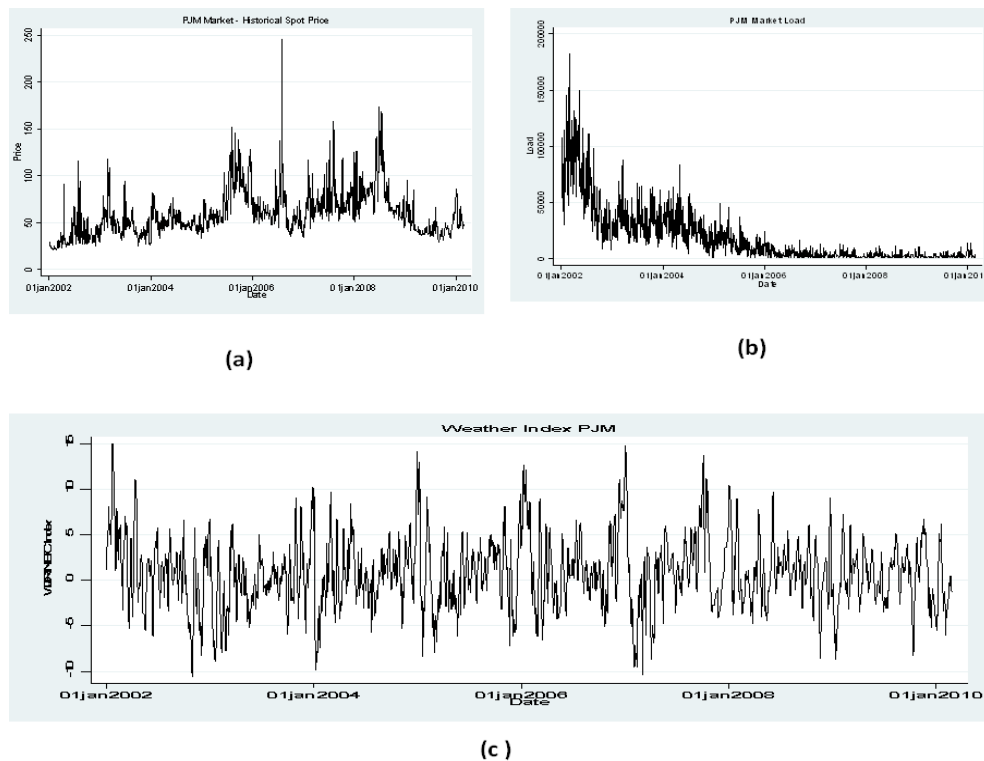 PJM Market - Historical Spot Price
Price
0 50 100 150 200 250
01jan2002 01jan2004 01jan2006 01jan2008 01jan2010
Date
(a)
PJM Market Load
Load
0 50000 100000 150000 200000
01jan2002 01jan2004 01jan2006 01jan2008 01jan201
Date
(b)
Weather Index PJM
-10 -5 0 5 10 15
01jan2002 01jan2004 01jan2006 01jan2008 01jan2010
Date
(c )